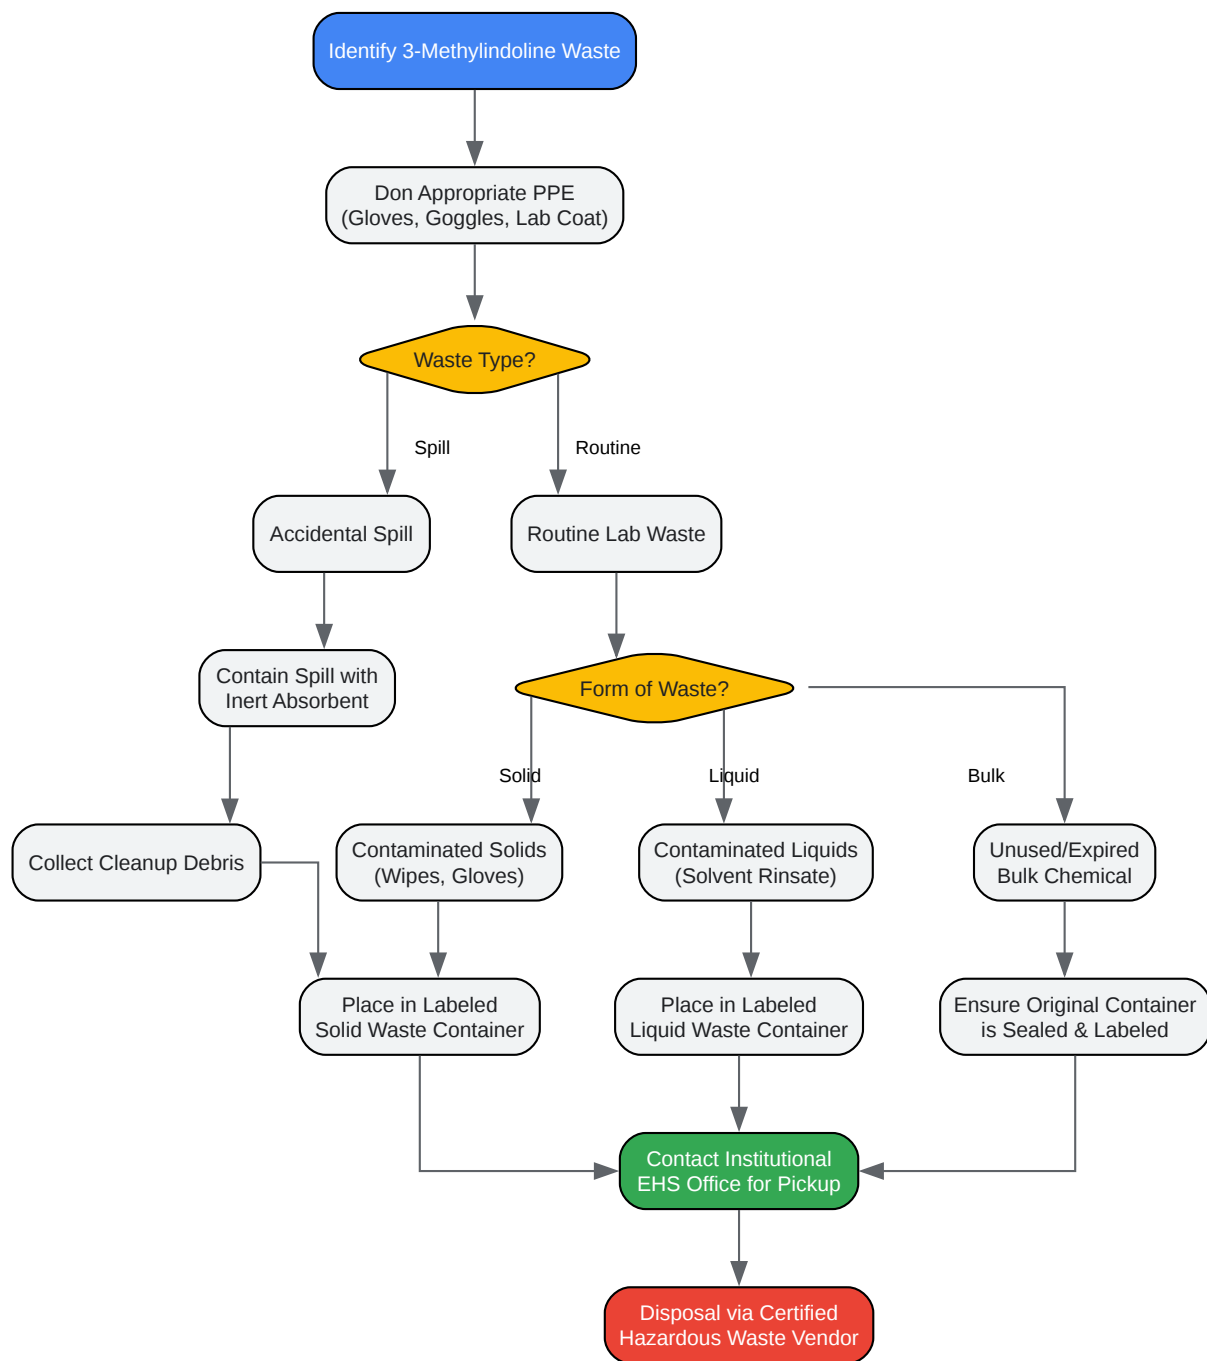 Identify 3-Methylindoline Waste
Don Appropriate PPE
(Gloves, Goggles, Lab Coat)
Waste Type?
Spill
Routine
Accidental Spill
Routine Lab Waste
Contain Spill with
Inert Absorbent
Form of Waste?
Solid
Liquid
Bulk
Collect Cleanup Debris
Contaminated Solids
(Wipes, Gloves)
Contaminated Liquids
(Solvent Rinsate)
Unused/Expired
Bulk Chemical
Place in Labeled
Solid Waste Container
Place in Labeled
Liquid Waste Container
Ensure Original Container
is Sealed & Labeled
Contact Institutional
EHS Office for Pickup
Disposal via Certified
Hazardous Waste Vendor